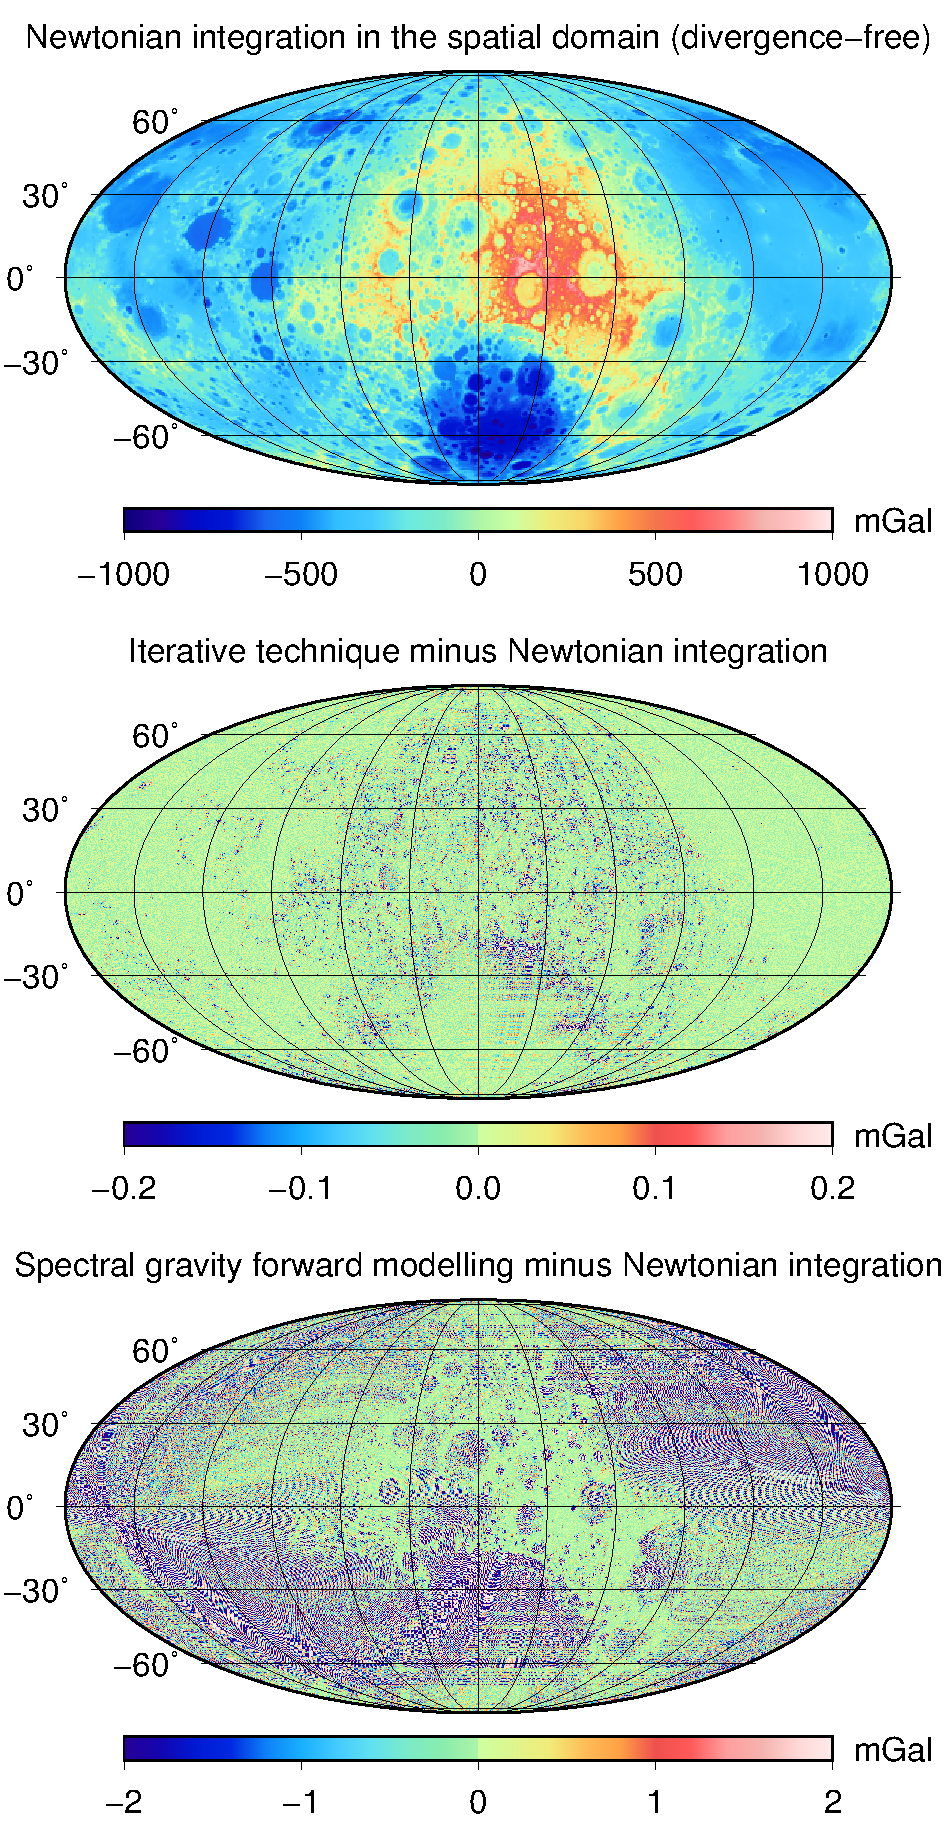 Newtonian integration in the spatial domain (divergence−free)
60°
30°
0°
−30°
−60°
mGal
−1000 −500 0 500 1000
Iterative technique minus Newtonian integration
60°
30°
0°
−30°
−60°
mGal
−0.2 −0.1 0.0 0.1 0.2
Spectral gravity forward modelling minus Newtonian integration
60°
30°
0°
−30°
−60°
mGal
−2 −1 0 1 2